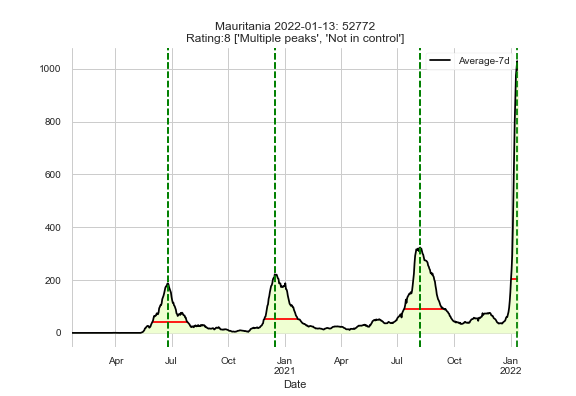 Mauritania 2022-01-13: 52772
Rating:8 ['Multiple peaks', 'Not in control']
Average-7d
1000
800
600
400
200
0
Apr Jul Oct Jan Apr Jul Oct Jan
2021 2022
Date